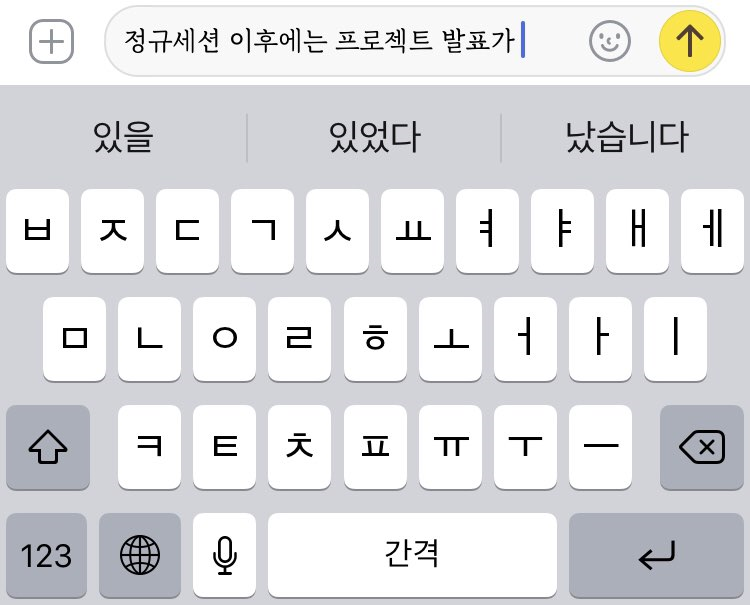 정규세션 이후에는 프로젝트 발표가
있을 있었다 났습니다
ㅂ ㅈ ㄷ ㄱ ㅅ ㅛ ㅕ ㅑ ㅐ ㅔ
ㅁ ㄴ ㅇ ㄹ ㅎ ㅗ ㅓ ㅏ ㅣ
ㅋ ㅌ ㅊ ㅍ ㅠ ㅜ ㅡ
123 간격